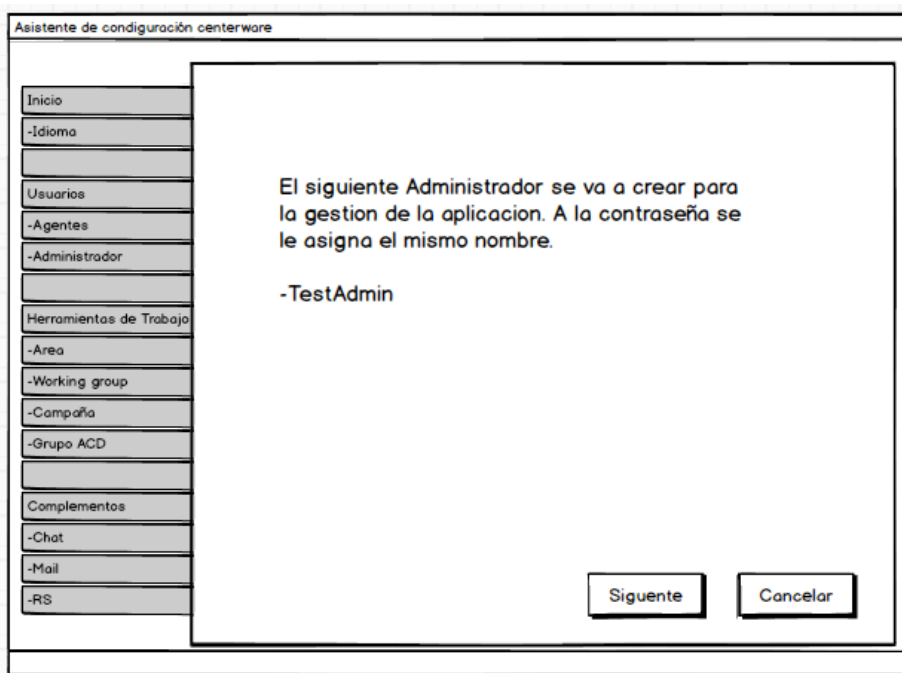 Asistente de condiguración centerware
Inicio
-Idioma
Usuarios
-Agentes
-Administrador
Herramientas de Trabajo
-Area
-Working group
-Campaña
-Grupo ACD
Complementos
-Chat
-Mail
-RS
El siguiente Administrador se va a crear para
la gestion de la aplicacion. A la contraseña se
le asigna el mismo nombre.
-TestAdmin
Siguente
Cancelar